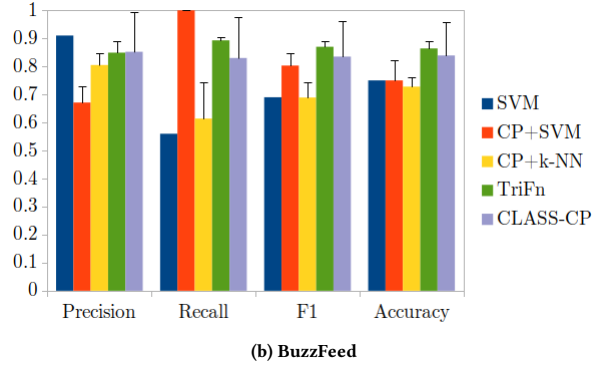 1
0.9
0.8
0.7
0.6
0.5
0.4
0.3
0.2
0.1
0
Precision Recall F1 Accuracy
SVM
CP+SVM
CP+k-NN
TriFn
CLASS-CP
(b) BuzzFeed